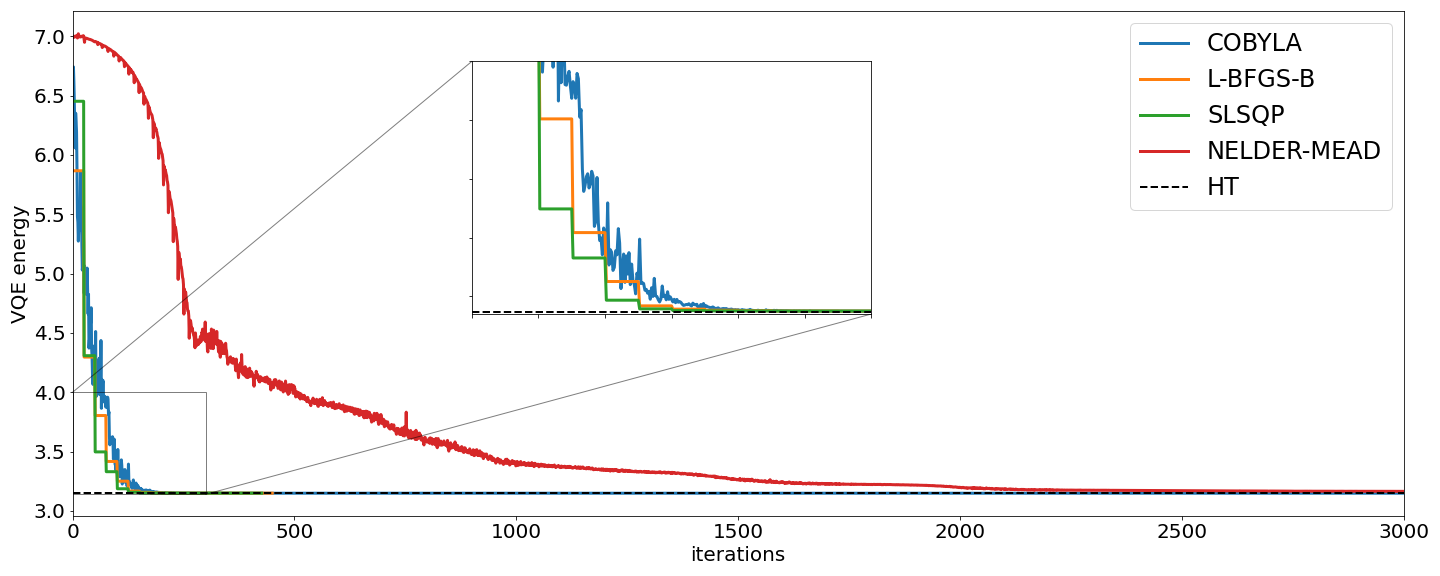 7.0
6.5
6.0
5.5
5.0
4.5
4.0
3.5
3.0
VQE energy
COBYLA
L-BFGS-B
SLSQP
NELDER-MEAD
HT
0 500 1000 1500 2000 2500 3000
iterations